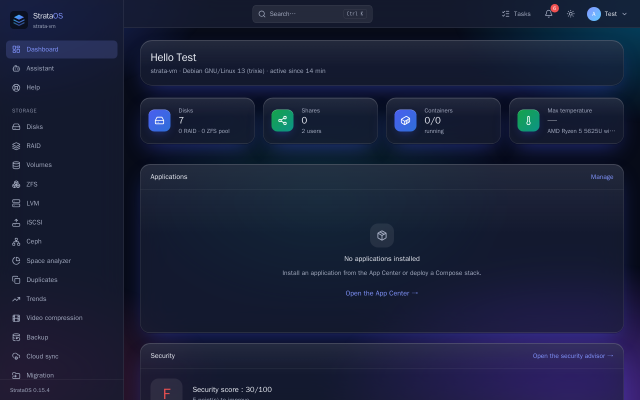 StrataOS
strata-vm
Search…
Ctrl K
Tasks
6
A
Test
Dashboard
Assistant
Help
STORAGE
Disks
RAID
Volumes
ZFS
LVM
iSCSI
Ceph
Space analyzer
Duplicates
Trends
Video compression
Backup
Cloud sync
Migration
StrataOS 0.15.4
Hello Test
strata-vm · Debian GNU/Linux 13 (trixie) · active since 14 min
Disks
7
0 RAID · 0 ZFS pool
Shares
0
2 users
Containers
0/0
running
Max temperature
—
AMD Ryzen 5 5625U wi…
Applications
Manage
No applications installed
Install an application from the App Center or deploy a Compose stack.
Open the App Center →
Security
Open the security advisor →
F
Security score : 30/100